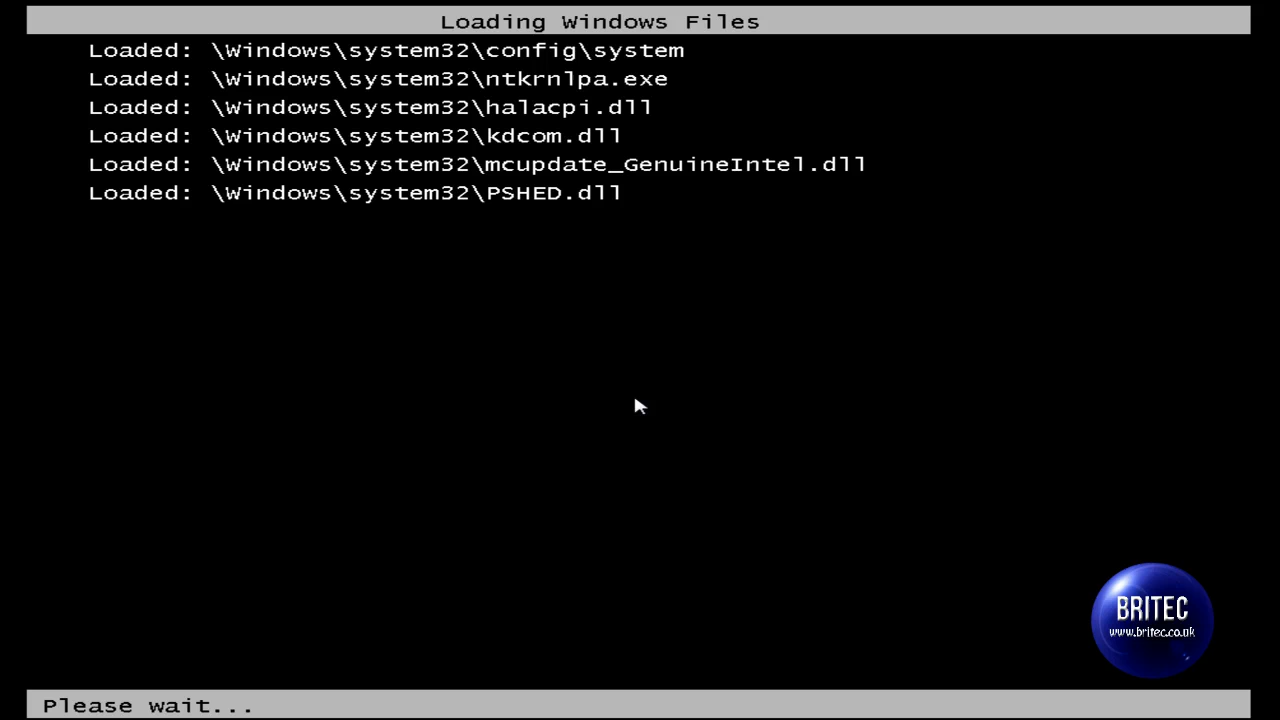 Loading Windows Files
Loaded: \Windows\system32\config\system
Loaded: \Windows\system32\ntkrnlpa.exe
Loaded: \Windows\system32\halacpi.dll
Loaded: \Windows\system32\kdcom.dll
Loaded: \Windows\system32\mcupdate_GenuineIntel.dll
Loaded: \Windows\system32\PSHED.dll
BRITEC
www.britec.co.uk
Please wait...